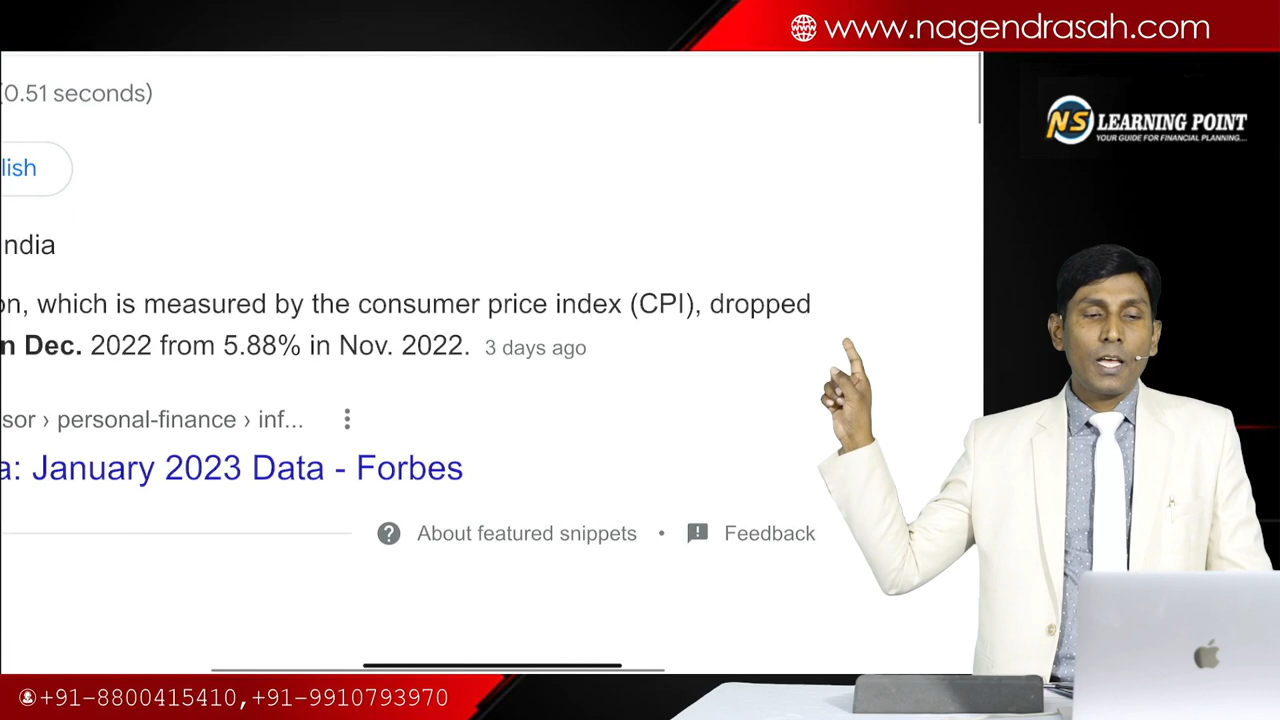 www.nagendrasah.com
(0.51 seconds)
NS LEARNING POINT
YOUR GUIDE FOR FINANCIAL PLANNING....
lish
ndia
on, which is measured by the consumer price index (CPI), dropped
n Dec. 2022 from 5.88% in Nov. 2022. 3 days ago
sor › personal-finance › inf...
a: January 2023 Data - Forbes
About featured snippets • Feedback
+91-8800415410,+91-9910793970